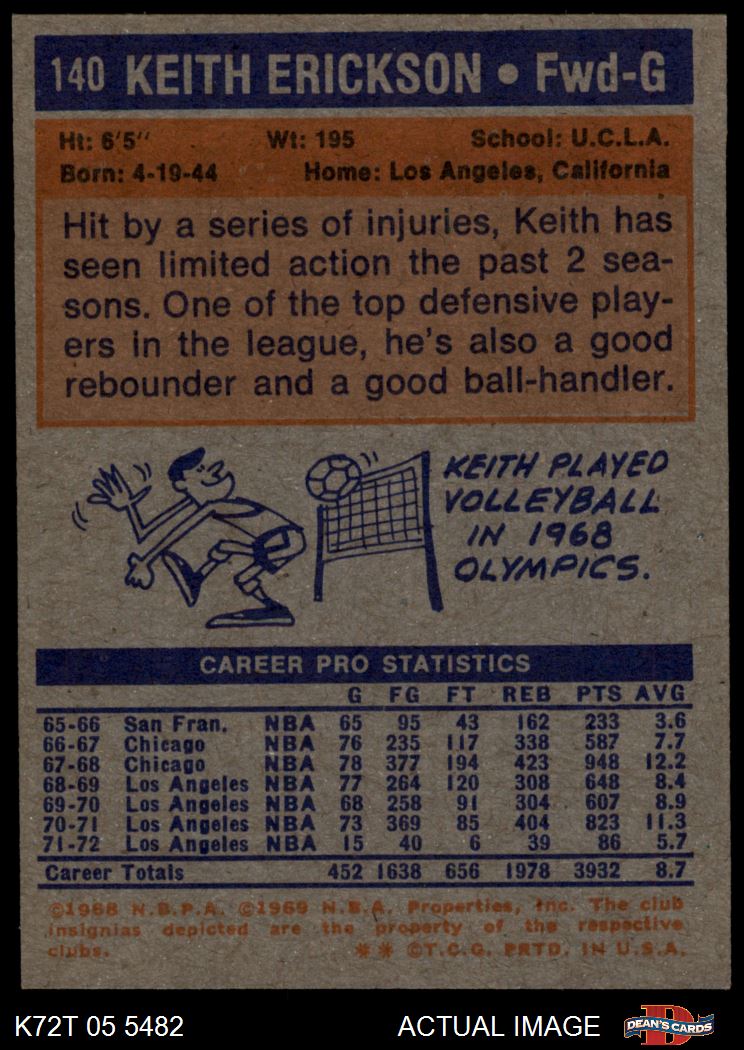 140 KEITH ERICKSON • Fwd-G
Ht: 6'5" Wt: 195 School: U.C.L.A.
Born: 4-19-44 Home: Los Angeles, California
Hit by a series of injuries, Keith has
seen limited action the past 2 sea-
sons. One of the top defensive play-
ers in the league, he's also a good
rebounder and a good ball-handler.
KEITH PLAYED
VOLLEYBALL
IN 1968
OLYMPICS.
CAREER PRO STATISTICS
G FG FT REB PTS AVG
65-66 San Fran. NBA 65 95 43 162 233 3.6
66-67 Chicago NBA 76 235 117 338 587 7.7
67-68 Chicago NBA 78 377 194 423 948 12.2
68-69 Los Angeles NBA 77 264 120 308 648 8.4
69-70 Los Angeles NBA 68 258 91 304 607 8.9
70-71 Los Angeles NBA 73 369 85 404 823 11.3
71-72 Los Angeles NBA 15 40 6 39 86 5.7
Career Totals 452 1638 656 1978 3932 8.7
©1968 N.B.P.A. ©1969 N.B.A. Properties, Inc. The club
insignias depicted are the property of the respective
clubs. ** ©T.C.G. PRTD. IN U.S.A.
K72T 05 5482 ACTUAL IMAGE DEAN'S CARDS